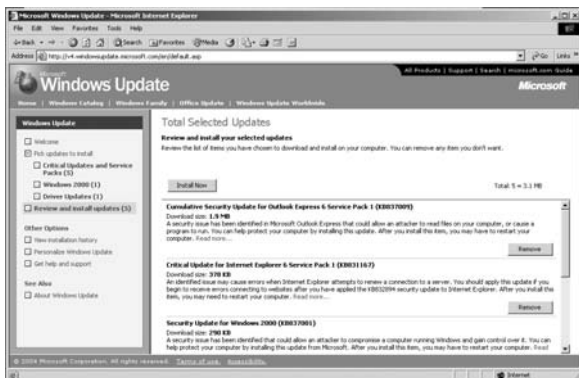 Microsoft Windows Update - Microsoft Internet Explorer
File Edit View Favorites Tools Help
Back Search Favorites Media
Address http://v4.windowsupdate.microsoft.com/en/default.asp Go Links
All Products | Support | Search | microsoft.com Guide
Microsoft
Windows Update
Microsoft
Home | Windows Catalog | Windows Family | Office Update | Windows Update Worldwide
Windows Update
Welcome
Pick updates to install
Critical Updates and Service Packs (3)
Windows 2000 (1)
Driver Updates (1)
Review and install updates (5)
Other Options
View installation history
Personalize Windows Update
Get help and support
See Also
About Windows Update
Total Selected Updates
Review and install your selected updates
Review the list of items you have chosen to download and install on your computer. You can remove any item you don't want.
Install Now
Total: 5 = 3.1 MB
Cumulative Security Update for Outlook Express 6 Service Pack 1 (KB837009)
Download size: 1.9 MB
A security issue has been identified in Microsoft Outlook Express that could allow an attacker to read files on your computer, or cause a
program to run. You can help protect your computer by installing this update. After you install this item, you may have to restart your
computer. Read more...
Remove
Critical Update for Internet Explorer 6 Service Pack 1 (KB831167)
Download size: 378 KB
An identified issue may cause errors when Internet Explorer attempts to renew a connection to a server. You should apply this update if you
begin to receive errors connecting to websites after you have applied the KB832894 security update to Internet Explorer. After you install this
item, you may need to restart your computer. Read more...
Remove
Security Update for Windows 2000 (KB837001)
Download size: 290 KB
A security issue has been identified that could allow an attacker to compromise a computer running Windows and gain control over it. You can
help protect your computer by installing this update from Microsoft. After you install this item, you may have to restart your computer. Read
© 2004 Microsoft Corporation. All rights reserved. Terms of use. Accessibility.
Internet